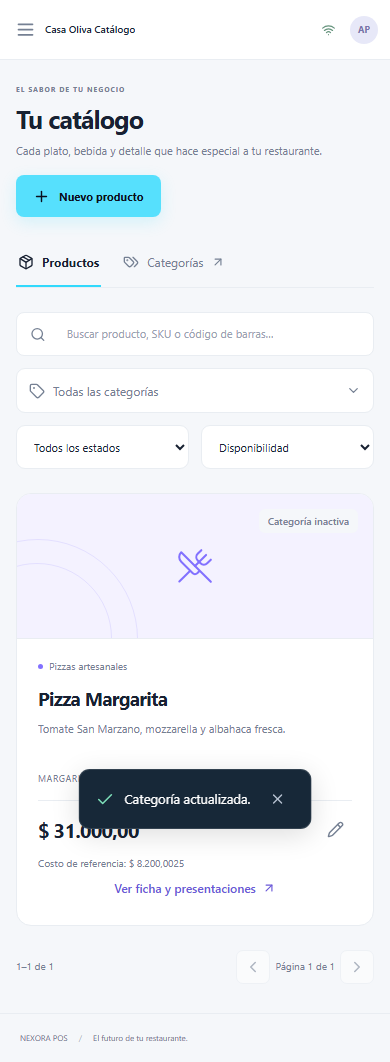 Casa Oliva Catálogo
AP
EL SABOR DE TU NEGOCIO
Tu catálogo
Cada plato, bebida y detalle que hace especial a tu restaurante.
Nuevo producto
Productos
Categorías
Buscar producto, SKU o código de barras...
Todas las categorías
Todos los estados
Disponibilidad
Categoría inactiva
Pizzas artesanales
Pizza Margarita
Tomate San Marzano, mozzarella y albahaca fresca.
Categoría actualizada.
$ 31.000,00
Costo de referencia: $ 8.200,0025
Ver ficha y presentaciones
1–1 de 1
Página 1 de 1
NEXORA POS / El futuro de tu restaurante.